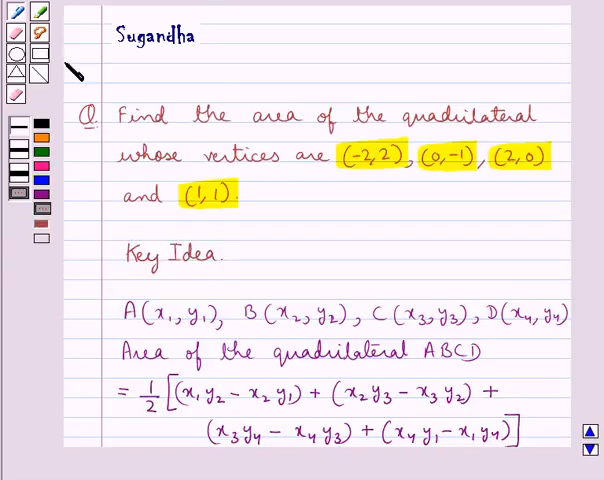 Sugandha
Q. Find the area of the quadrilateral
whose vertices are (-2,2), (0,-1), (2,0)
and (1,1).
Key Idea.
A(x₁,y₁), B(x₂,y₂), C(x₃,y₃), D(x₄,y₄)
Area of the quadrilateral ABCD
= 1/2 [(x₁y₂ - x₂y₁) + (x₂y₃ - x₃y₂) +
(x₃y₄ - x₄y₃) + (x₄y₁ - x₁y₄)]